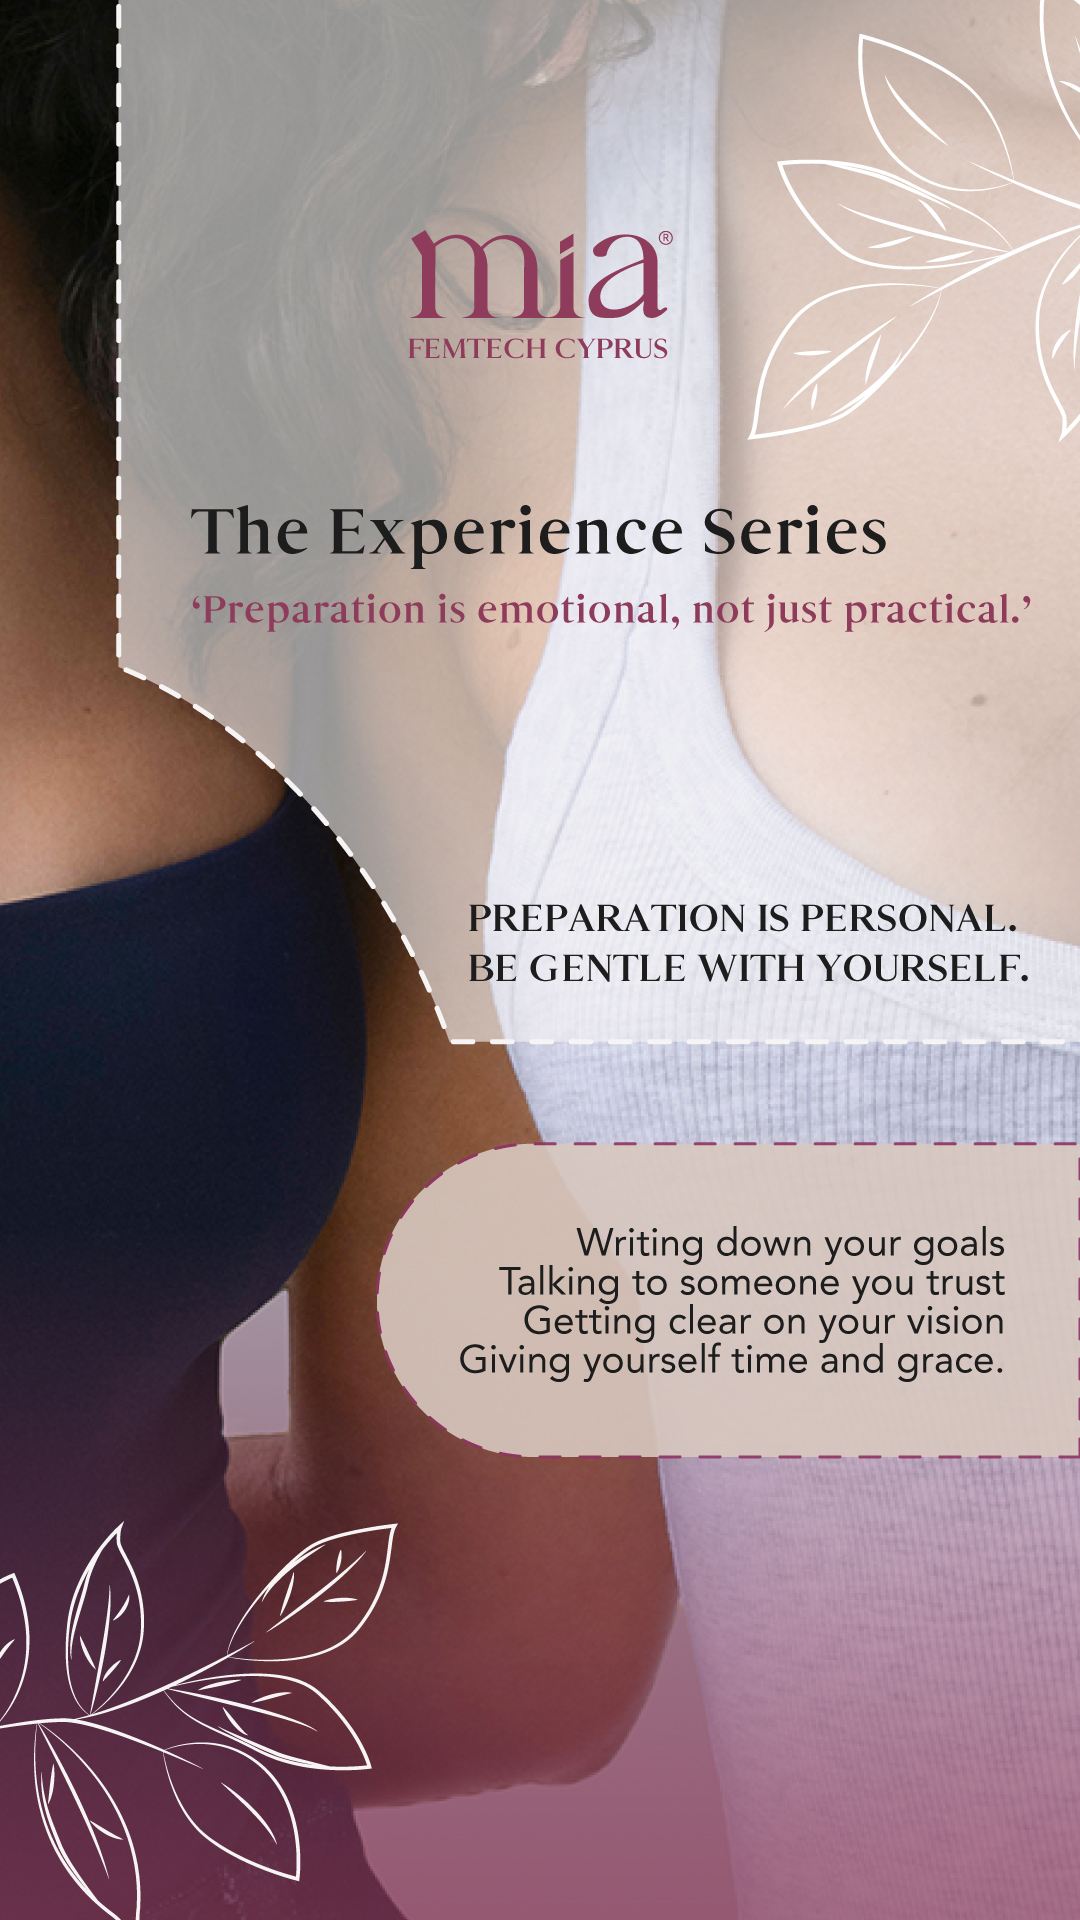 mia®
FEMTECH CYPRUS
The Experience Series
‘Preparation is emotional, not just practical.’
PREPARATION IS PERSONAL.
BE GENTLE WITH YOURSELF.
Writing down your goals
Talking to someone you trust
Getting clear on your vision
Giving yourself time and grace.